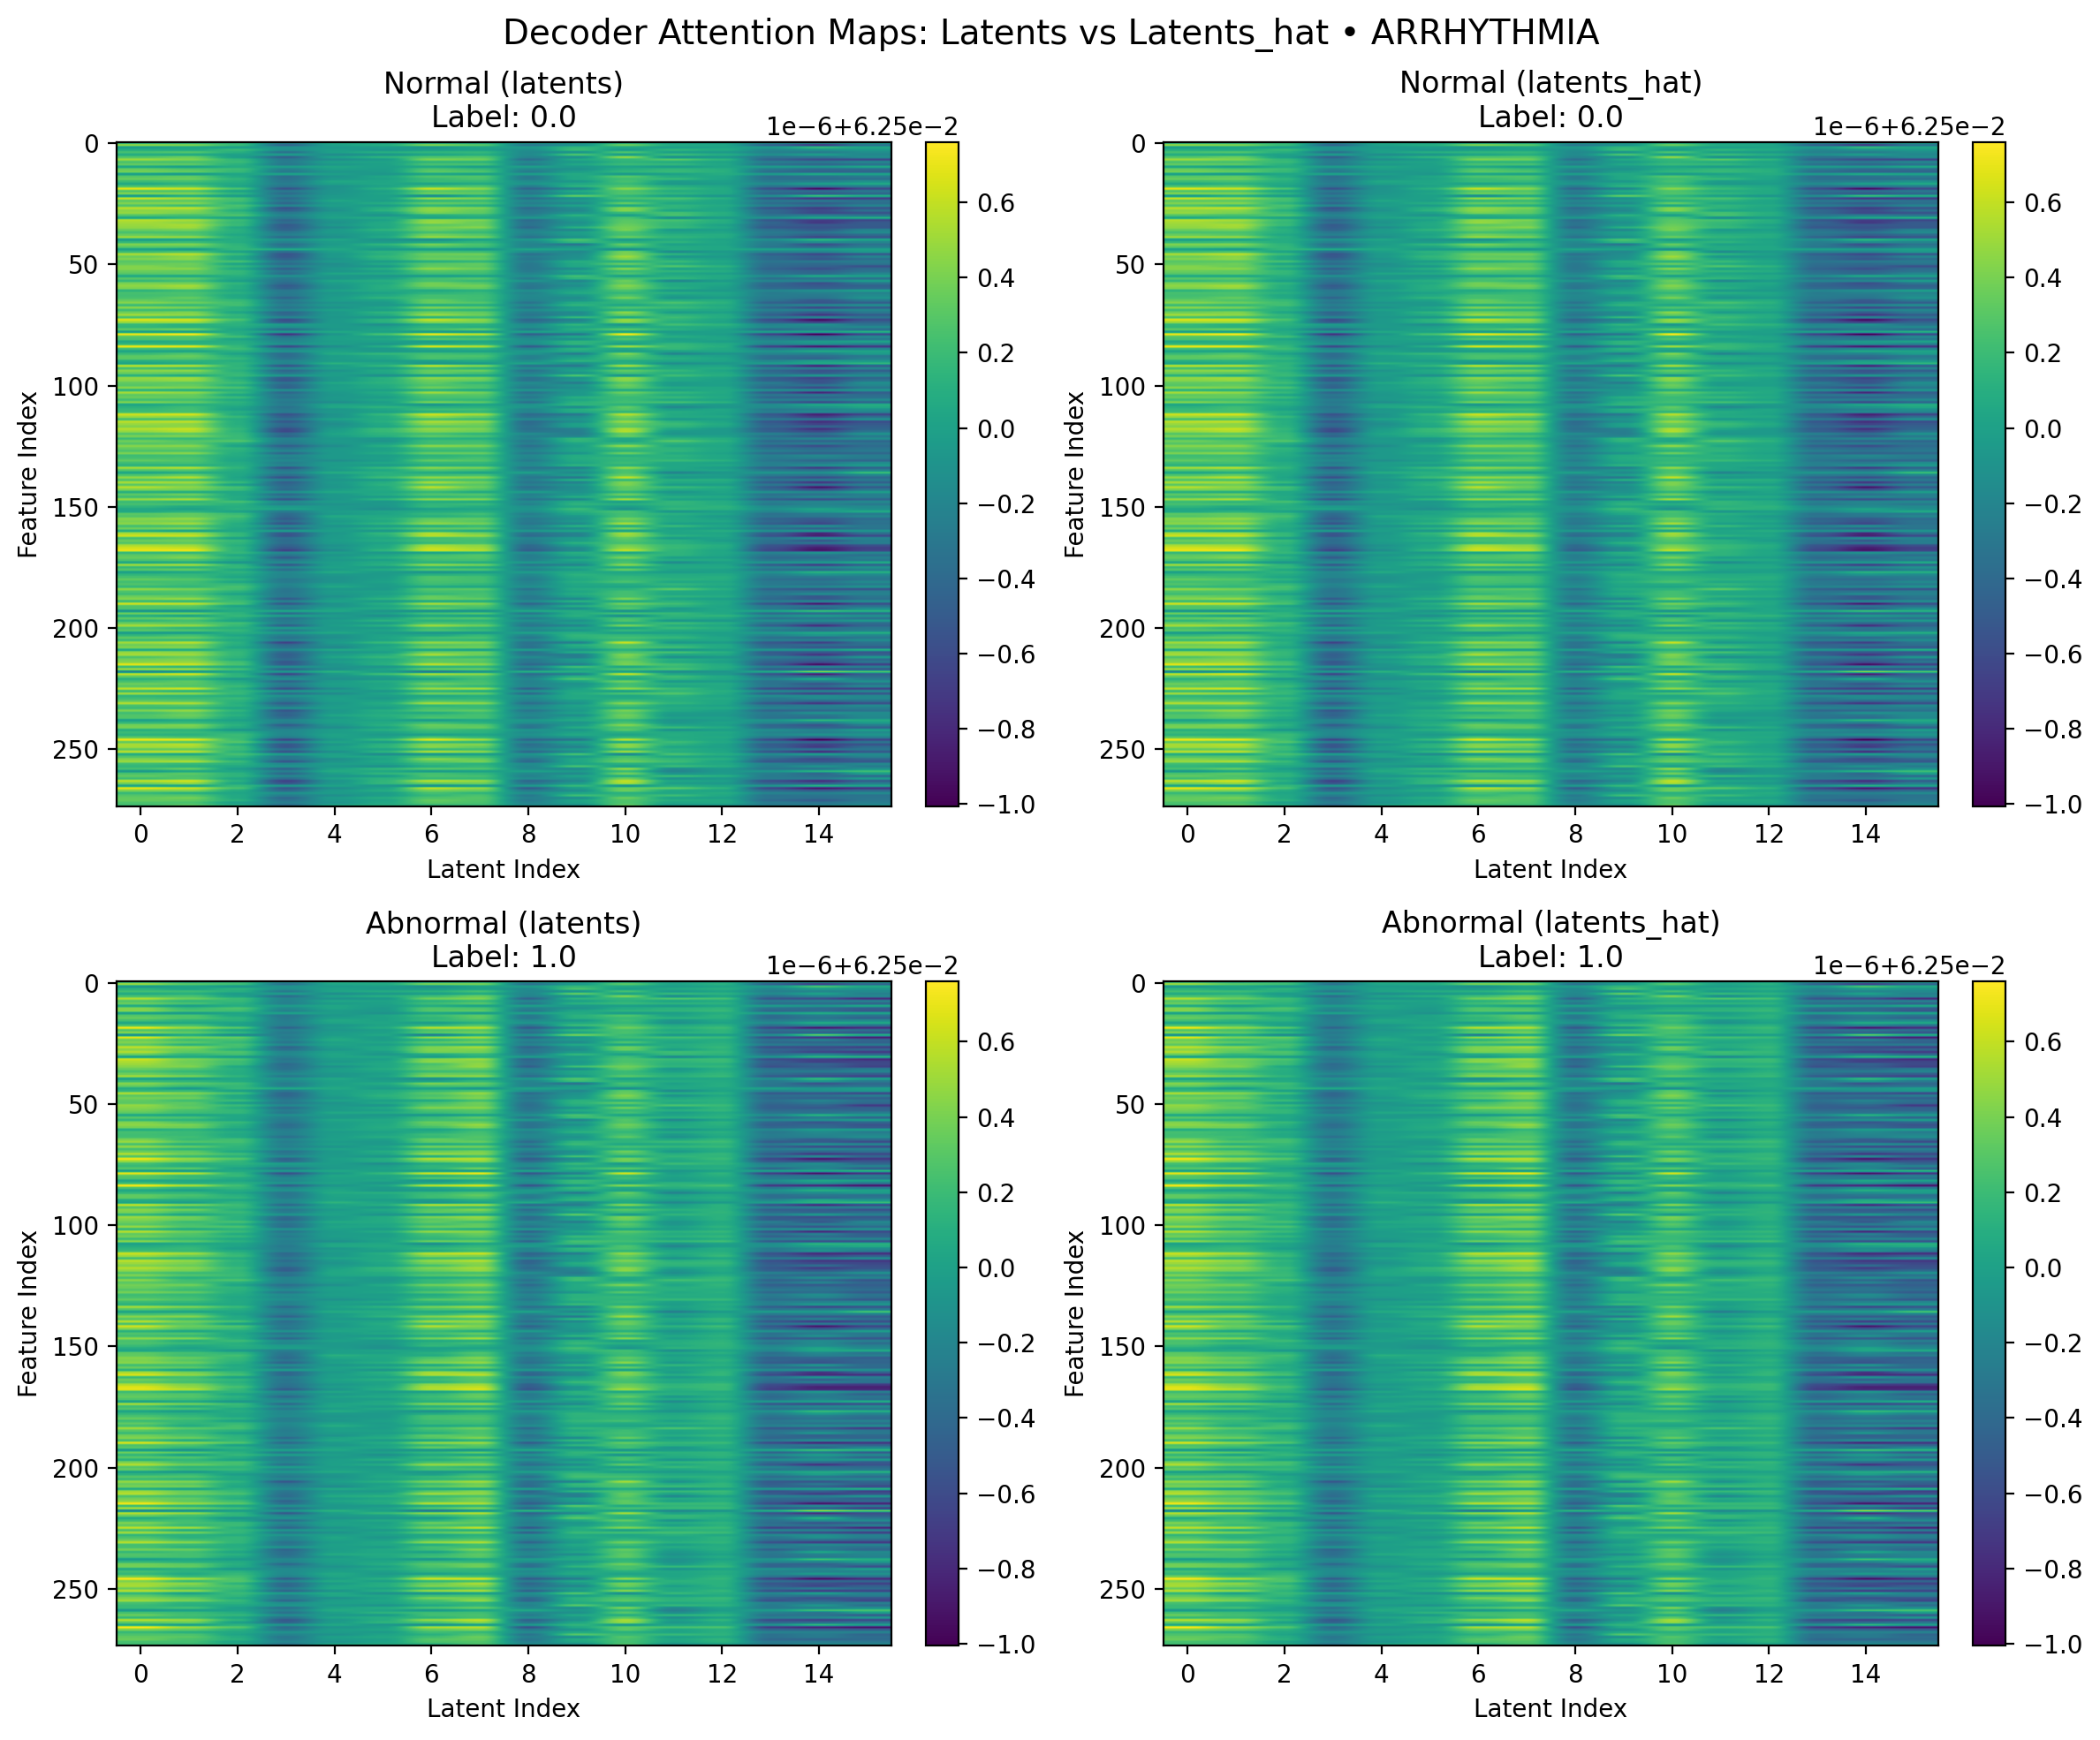 Decoder Attention Maps: Latents vs Latents_hat • ARRHYTHMIA
Normal (latents)
Label: 0.0
1e−6+6.25e−2
0
50
100
150
200
250
Feature Index
0 2 4 6 8 10 12 14
Latent Index
0.6
0.4
0.2
0.0
−0.2
−0.4
−0.6
−0.8
−1.0
Normal (latents_hat)
Label: 0.0
1e−6+6.25e−2
0
50
100
150
200
250
Feature Index
0 2 4 6 8 10 12 14
Latent Index
0.6
0.4
0.2
0.0
−0.2
−0.4
−0.6
−0.8
−1.0
Abnormal (latents)
Label: 1.0
1e−6+6.25e−2
0
50
100
150
200
250
Feature Index
0 2 4 6 8 10 12 14
Latent Index
0.6
0.4
0.2
0.0
−0.2
−0.4
−0.6
−0.8
−1.0
Abnormal (latents_hat)
Label: 1.0
1e−6+6.25e−2
0
50
100
150
200
250
Feature Index
0 2 4 6 8 10 12 14
Latent Index
0.6
0.4
0.2
0.0
−0.2
−0.4
−0.6
−0.8
−1.0